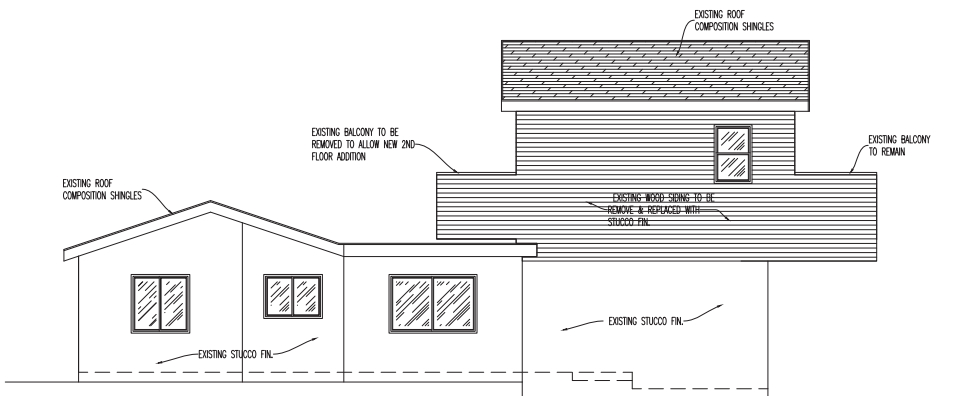 EXISTING ROOF
COMPOSITION SHINGLES
EXISTING BALCONY TO BE
REMOVED TO ALLOW NEW 2ND
FLOOR ADDITION
EXISTING BALCONY
TO REMAIN
EXISTING ROOF
COMPOSITION SHINGLES
EXISTING WOOD SIDING TO BE
REMOVE & REPLACED WITH
STUCCO FIN.
EXISTING STUCCO FIN.
EXISTING STUCCO FIN.